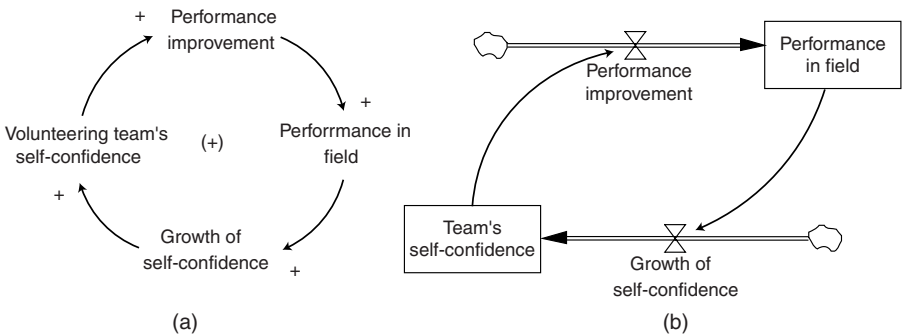 + Performance
improvement
+
Volunteering team's
self-confidence
(+)
Perforrmance in
field
+
Growth of
self-confidence
+
(a)
Performance
in field
Performance
improvement
Team's
self-confidence
Growth of
self-confidence
(b)